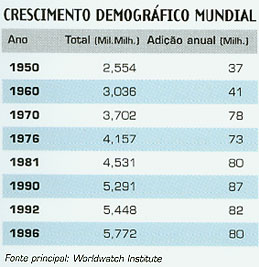 CRESCIMENTO DEMOGRÁFICO MUNDIAL
Ano Total (Mil.Milh.) Adição anual (Milh.)
1950 2,554 37
1960 3,036 41
1970 3,702 78
1976 4,157 73
1981 4,531 80
1990 5,291 87
1992 5,448 82
1996 5,772 80
Fonte principal: Worldwatch Institute